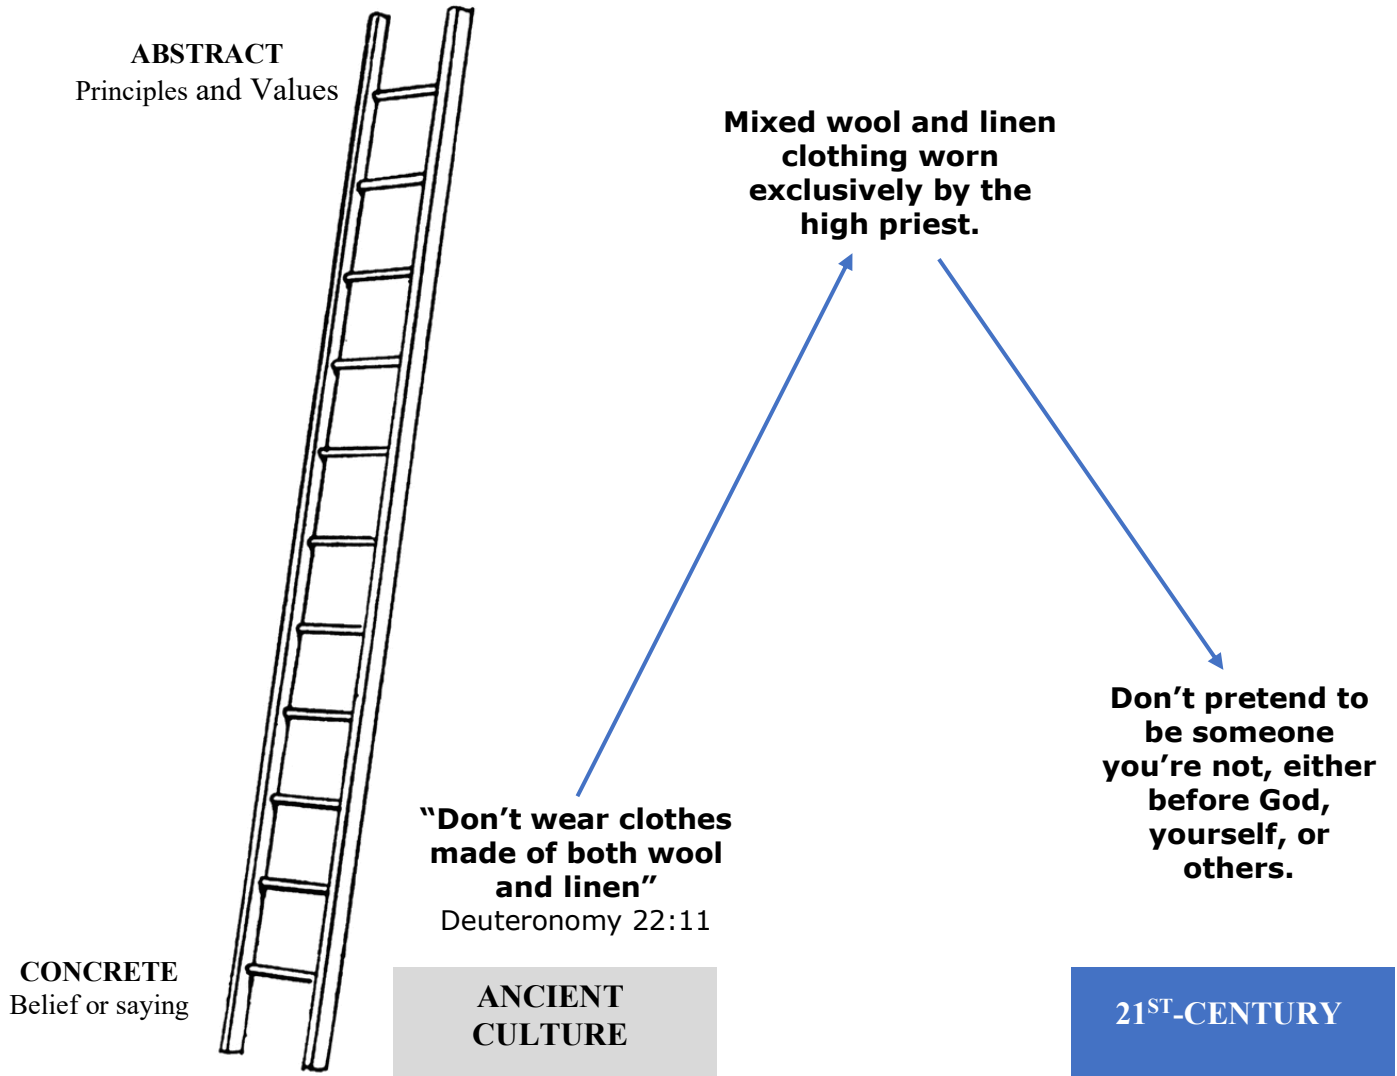 ABSTRACT
Principles and Values
Mixed wool and linen
clothing worn
exclusively by the
high priest.
“Don’t wear clothes
made of both wool
and linen”
Deuteronomy 22:11
Don’t pretend to
be someone
you’re not, either
before God,
yourself, or
others.
CONCRETE
Belief or saying
ANCIENT
CULTURE
21ST-CENTURY